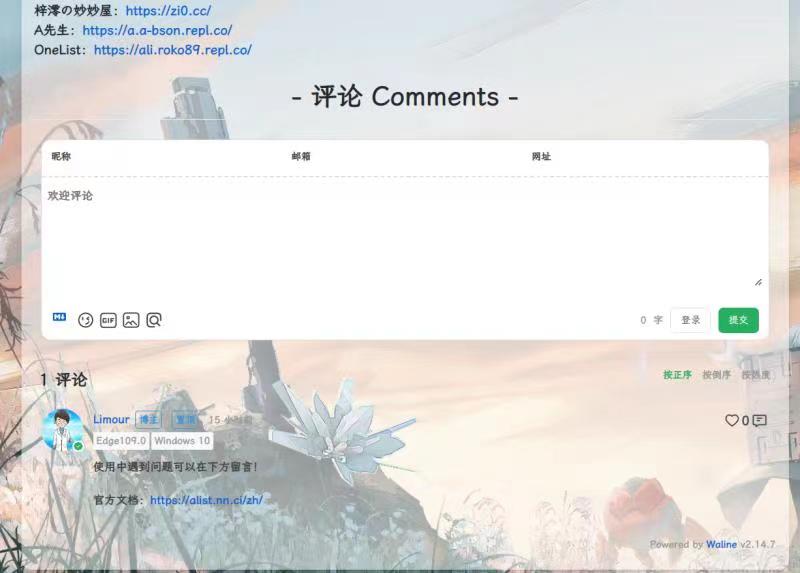 梓澪の妙妙屋：https://zi0.cc/
A先生：https://a.a-bson.repl.co/
OneList：https://ali.roko89.repl.co/
- 评论 Comments -
昵称 邮箱 网址
欢迎评论
M↓ GIF 0 字 登录 提交
1 评论 按正序 按倒序 按热度
Limour 博主 置顶 15 小时前 0
Edge109.0 Windows 10
使用中遇到问题可以在下方留言！
官方文档：https://alist.nn.ci/zh/
Powered by Waline v2.14.7